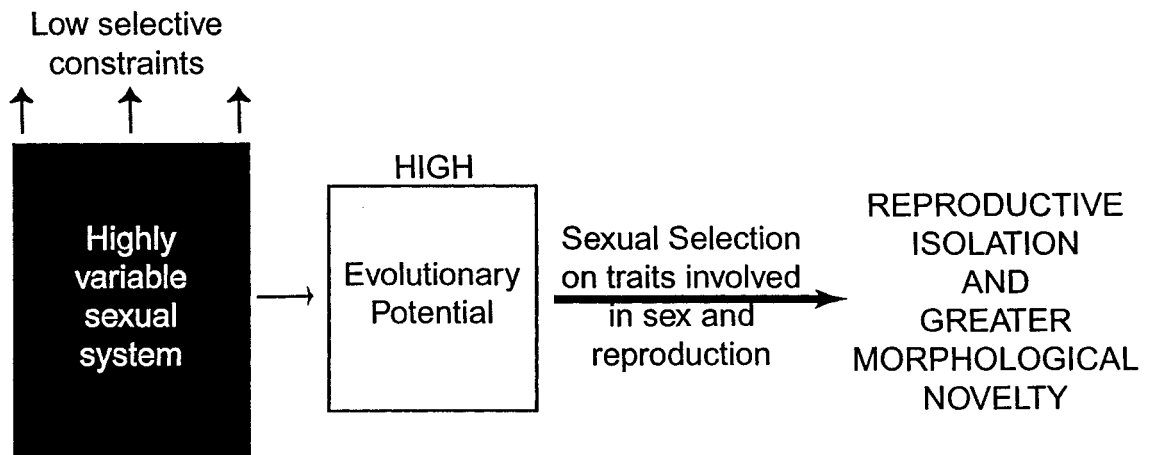 Low selective
constraints
Highly
variable
sexual
system
HIGH
Evolutionary
Potential
Sexual Selection
on traits involved
in sex and
reproduction
REPRODUCTIVE
ISOLATION
AND
GREATER
MORPHOLOGICAL
NOVELTY